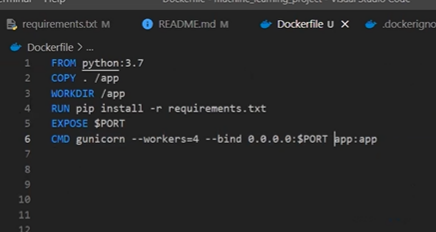 Terminal Help
Dockerfile - machine_learning_project - Visual Studio Code
requirements.txt M
README.md M
Dockerfile U X
.dockerigno
Dockerfile > ...
1 FROM python:3.7
2 COPY . /app
3 WORKDIR /app
4 RUN pip install -r requirements.txt
5 EXPOSE $PORT
6 CMD gunicorn --workers=4 --bind 0.0.0.0:$PORT app:app
7
8
9
10
11
12